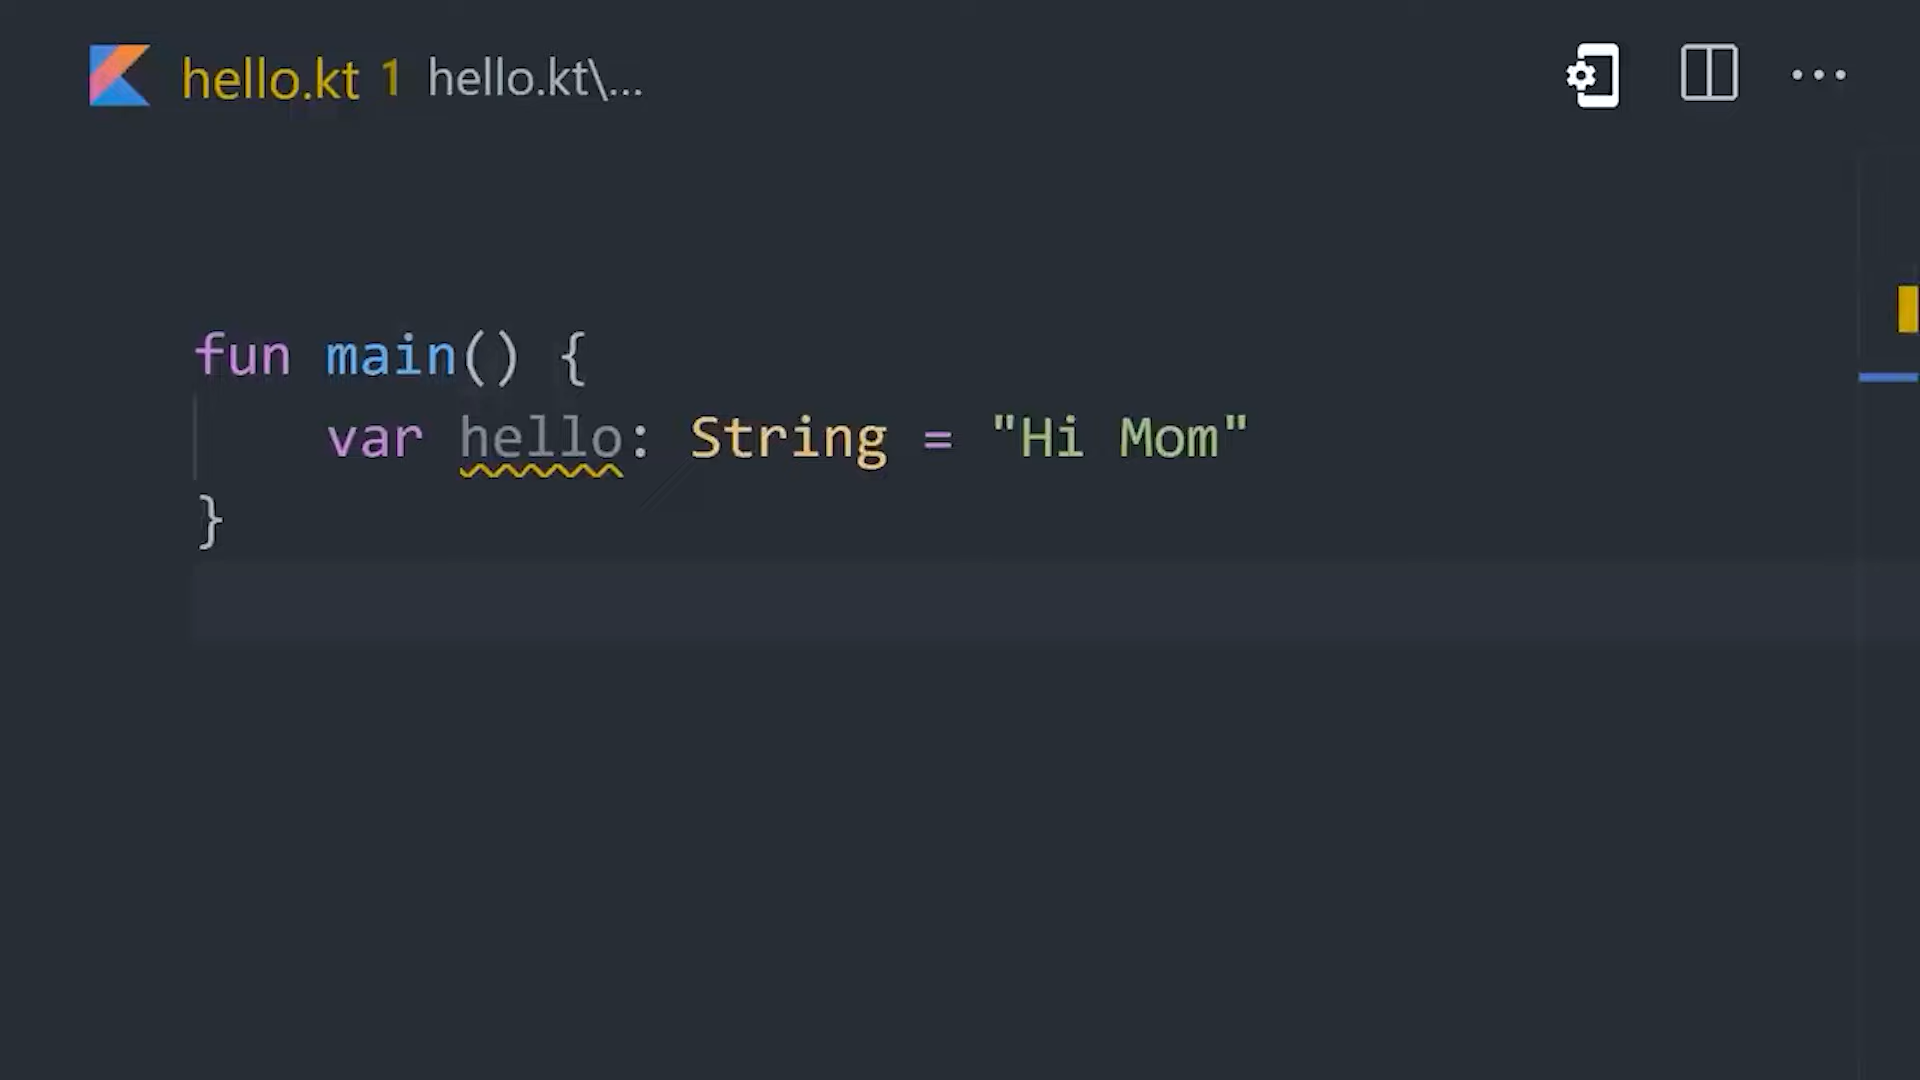 hello.kt 1 hello.kt\...
fun main() {
    var hello: String = "Hi Mom"
}